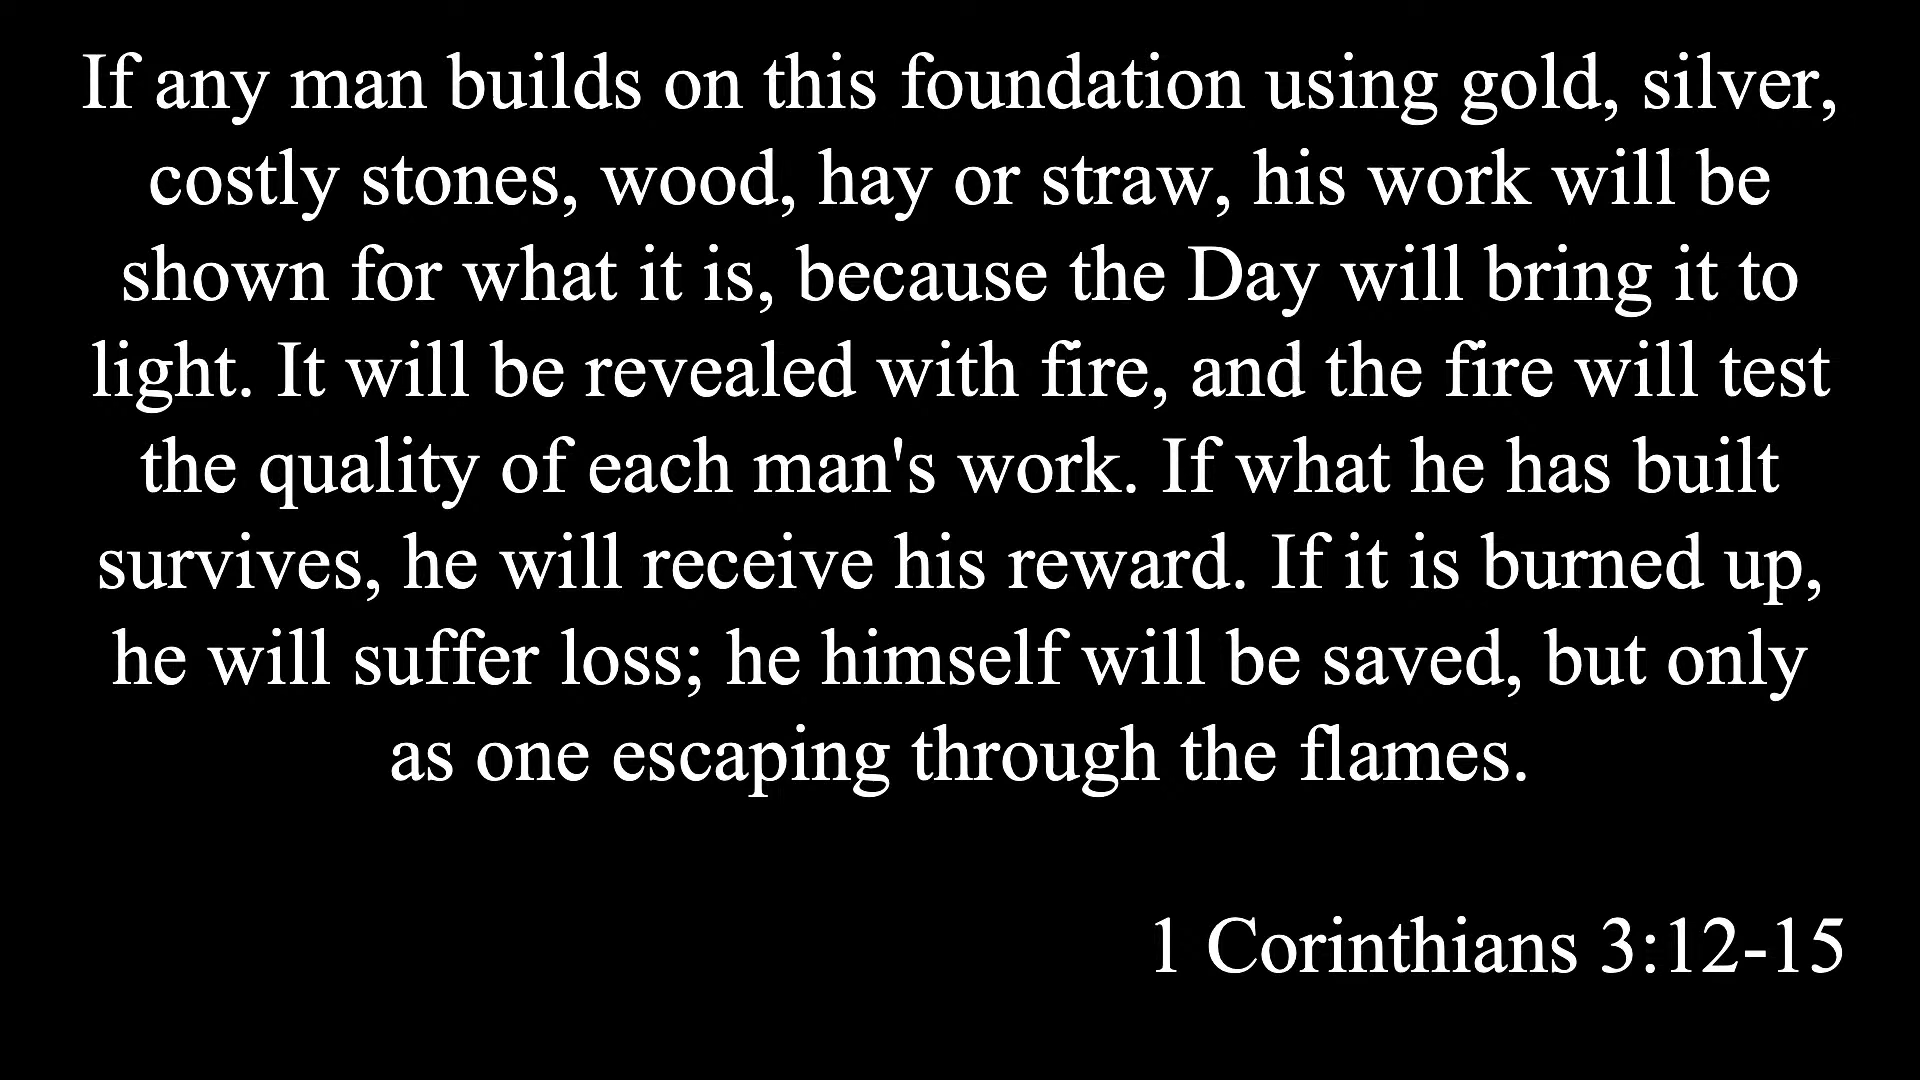 If any man builds on this foundation using gold, silver,
costly stones, wood, hay or straw, his work will be
shown for what it is, because the Day will bring it to
light. It will be revealed with fire, and the fire will test
the quality of each man's work. If what he has built
survives, he will receive his reward. If it is burned up,
he will suffer loss; he himself will be saved, but only
as one escaping through the flames.
1 Corinthians 3:12-15